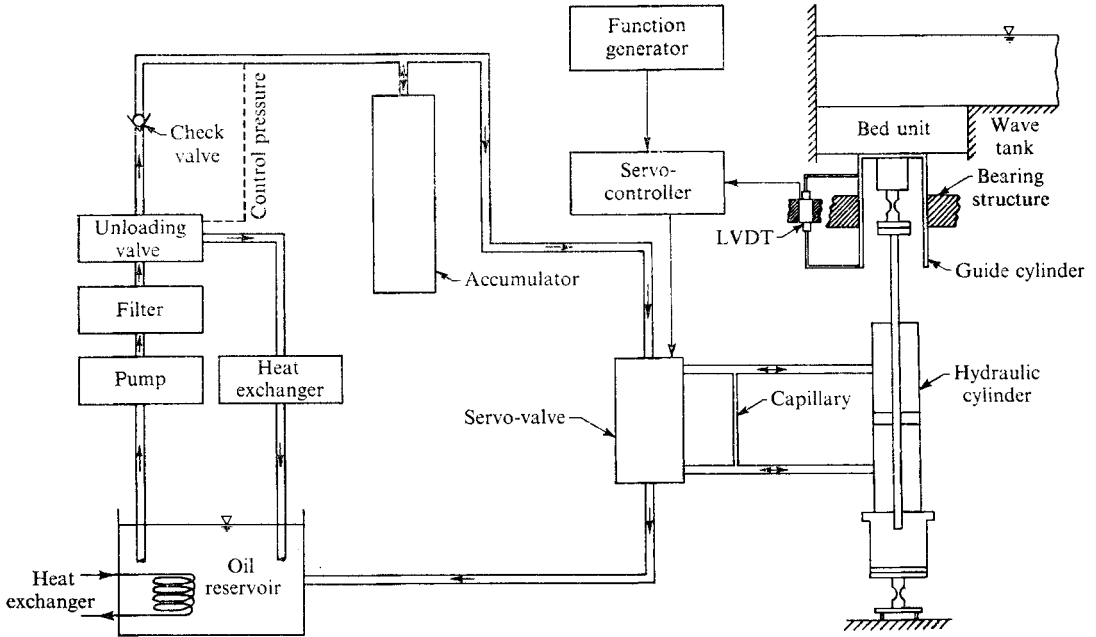 Function
generator
Check
valve
Control pressure
Servo-
controller
Bed unit
Wave
tank
Bearing
structure
LVDT
Guide cylinder
Unloading
valve
Accumulator
Filter
Pump
Heat
exchanger
Servo-valve
Capillary
Hydraulic
cylinder
Oil
reservoir
Heat
exchanger